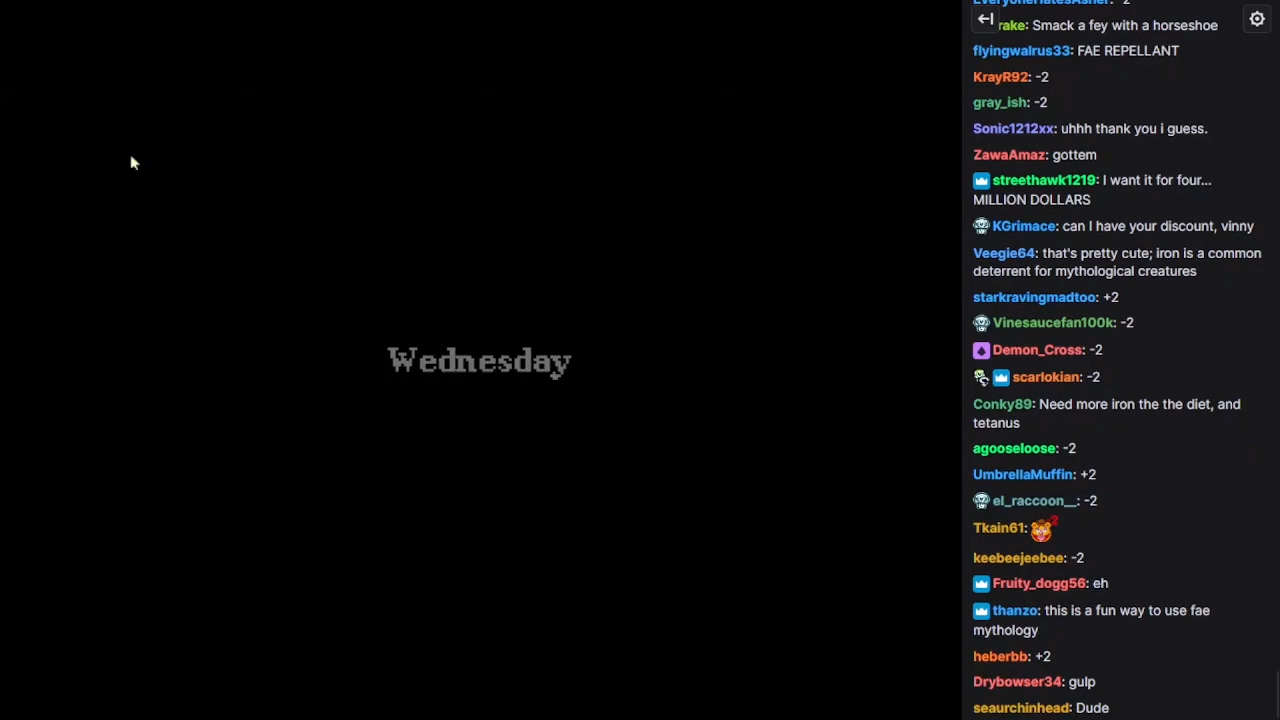 Wednesday
-2
rake: Smack a fey with a horseshoe
flyingwalrus33: FAE REPELLANT
KrayR92: -2
gray_ish: -2
Sonic1212xx: uhhh thank you i guess.
ZawaAmaz: gottem
streethawk1219: I want it for four...
MILLION DOLLARS
KGrimace: can I have your discount, vinny
Veegie64: that's pretty cute; iron is a common
deterrent for mythological creatures
starkravingmadtoo: +2
Vinesaucefan100k: -2
Demon_Cross: -2
scarlokian: -2
Conky89: Need more iron the the diet, and
tetanus
agooseloose: -2
UmbrellaMuffin: +2
el_raccoon__: -2
Tkain61: 2
keebeejeebee: -2
Fruity_dogg56: eh
thanzo: this is a fun way to use fae
mythology
heberbb: +2
Drybowser34: gulp
seaurchinhead: Dude